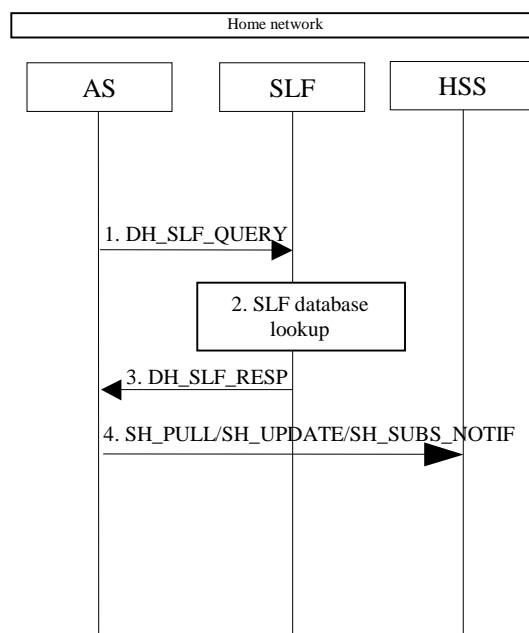 Home network
AS
SLF
HSS
1. DH_SLF_QUERY
2. SLF database
lookup
3. DH_SLF_RESP
4. SH_PULL/SH_UPDATE/SH_SUBS_NOTIF